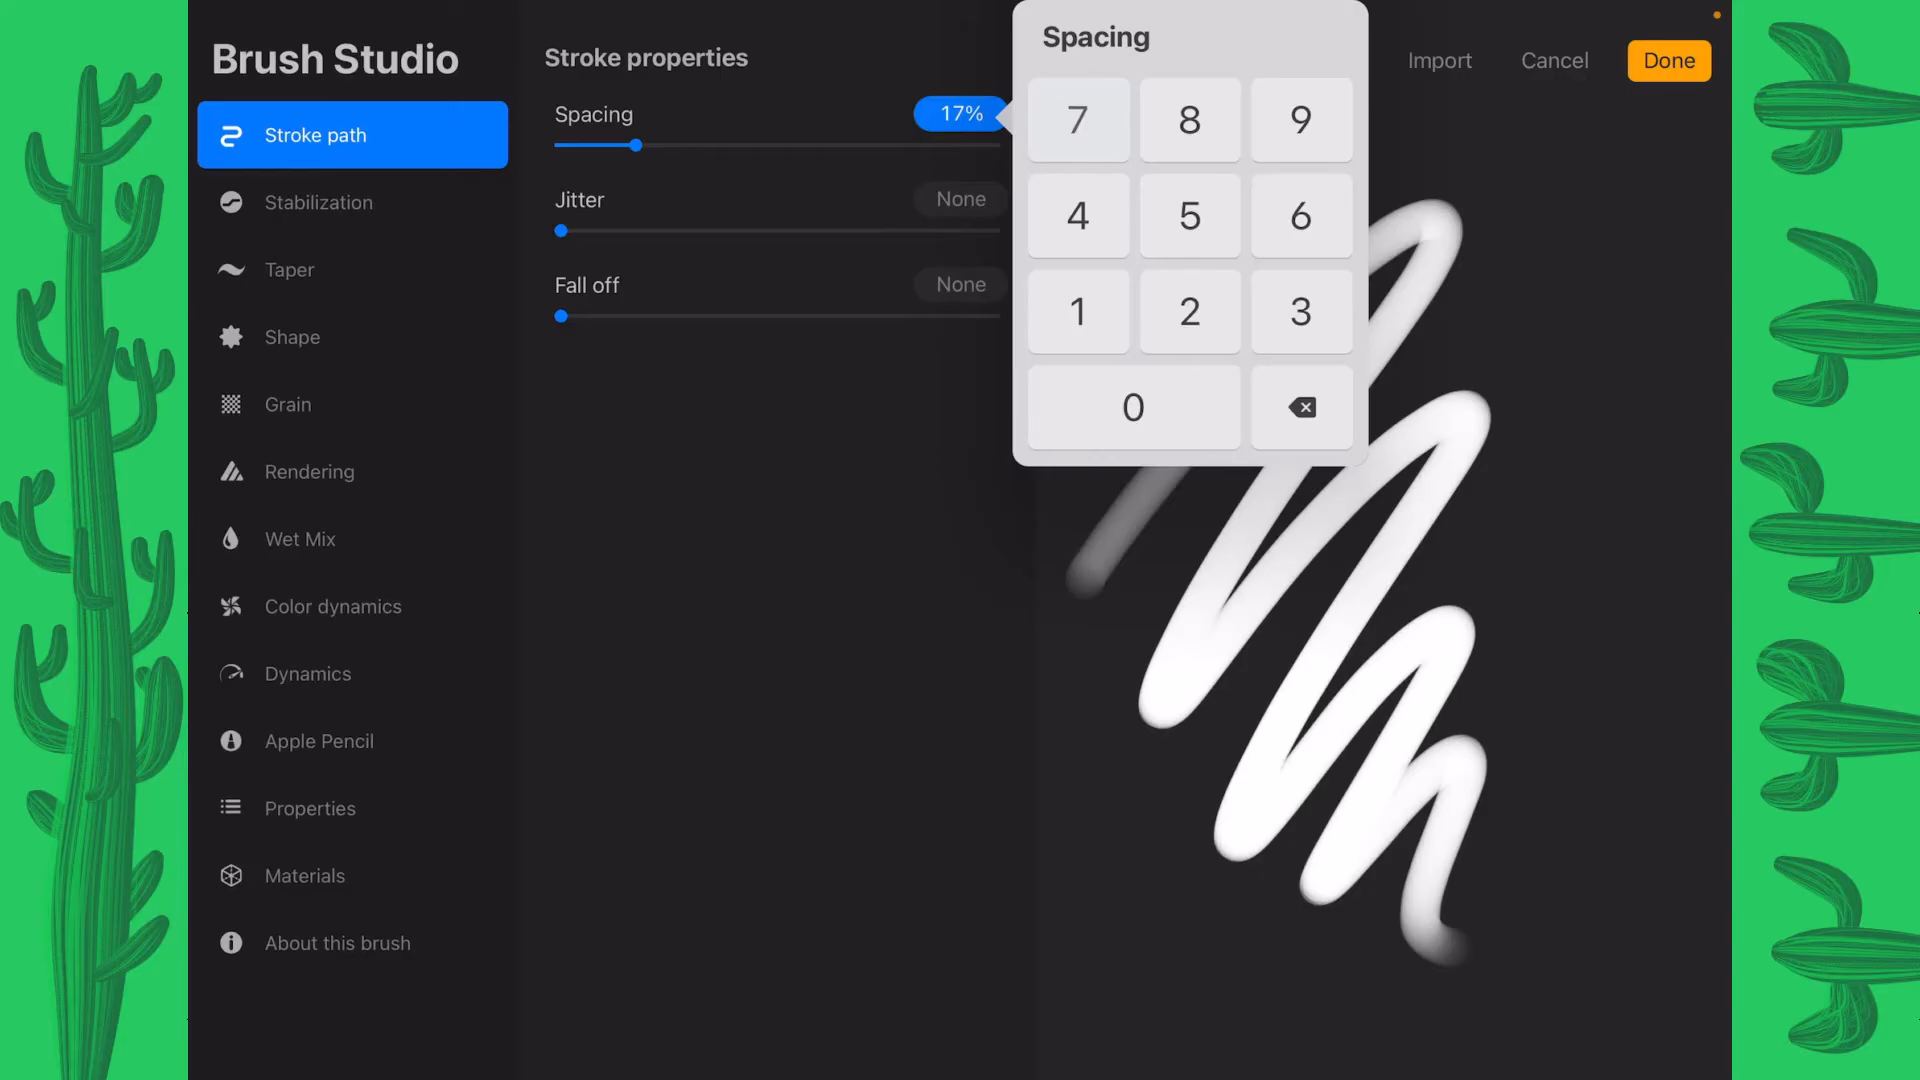 Brush Studio
Stroke path
Stabilization
Taper
Shape
Grain
Rendering
Wet Mix
Color dynamics
Dynamics
Apple Pencil
Properties
Materials
About this brush
Stroke properties
Spacing
17%
Jitter
None
Fall off
None
Spacing
7 8 9
4 5 6
1 2 3
0
Import
Cancel
Done